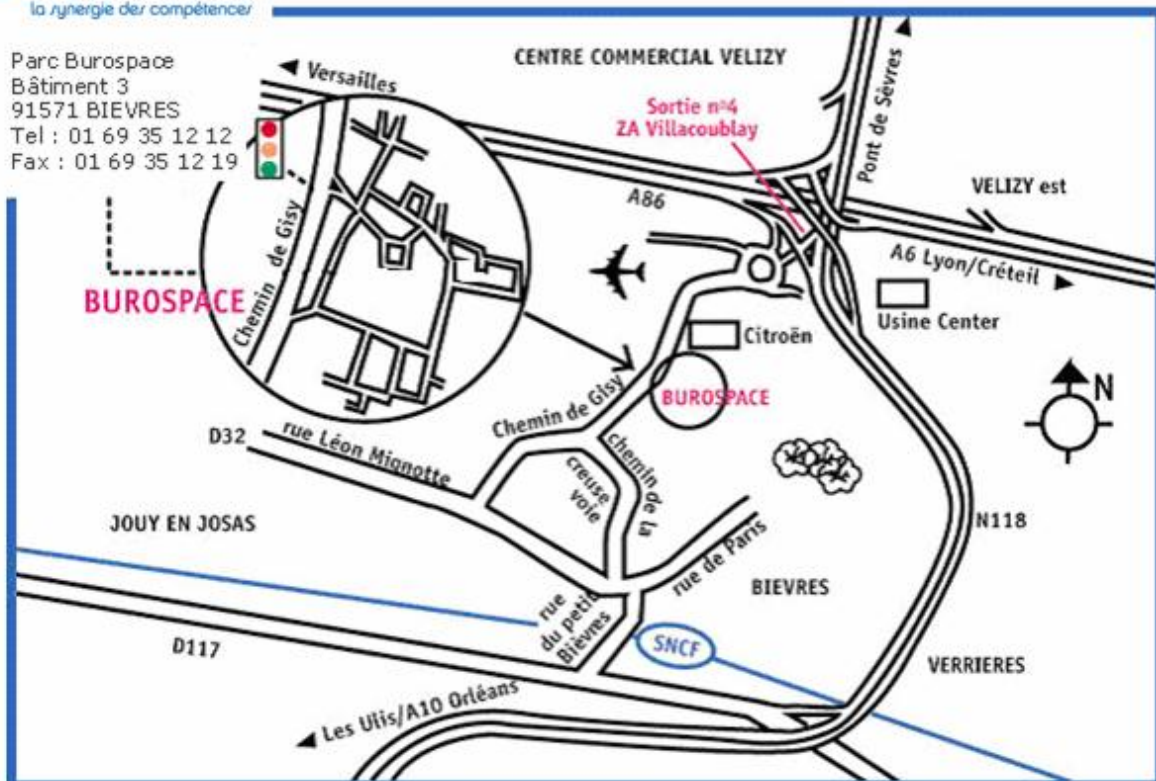 la synergie des compétences
Parc Burospace
Bâtiment 3
91571 BIEVRES
Tel : 01 69 35 12 12
Fax : 01 69 35 12 19
Versailles
CENTRE COMMERCIAL VELIZY
Sortie nº4
ZA Villacoublay
Pont de Sèvres
VELIZY est
A86
A6 Lyon/Créteil
Chemin de Gisy
BUROSPACE
Usine Center
Citroën
BUROSPACE
N
Chemin de Gisy
D32
rue Léon Mignotte
chemin de la
creuse
voie
JOUY EN JOSAS
N118
rue de Paris
BIEVRES
rue
du petit
Bièvres
SNCF
D117
VERRIERES
Les Ulis/A10 Orléans